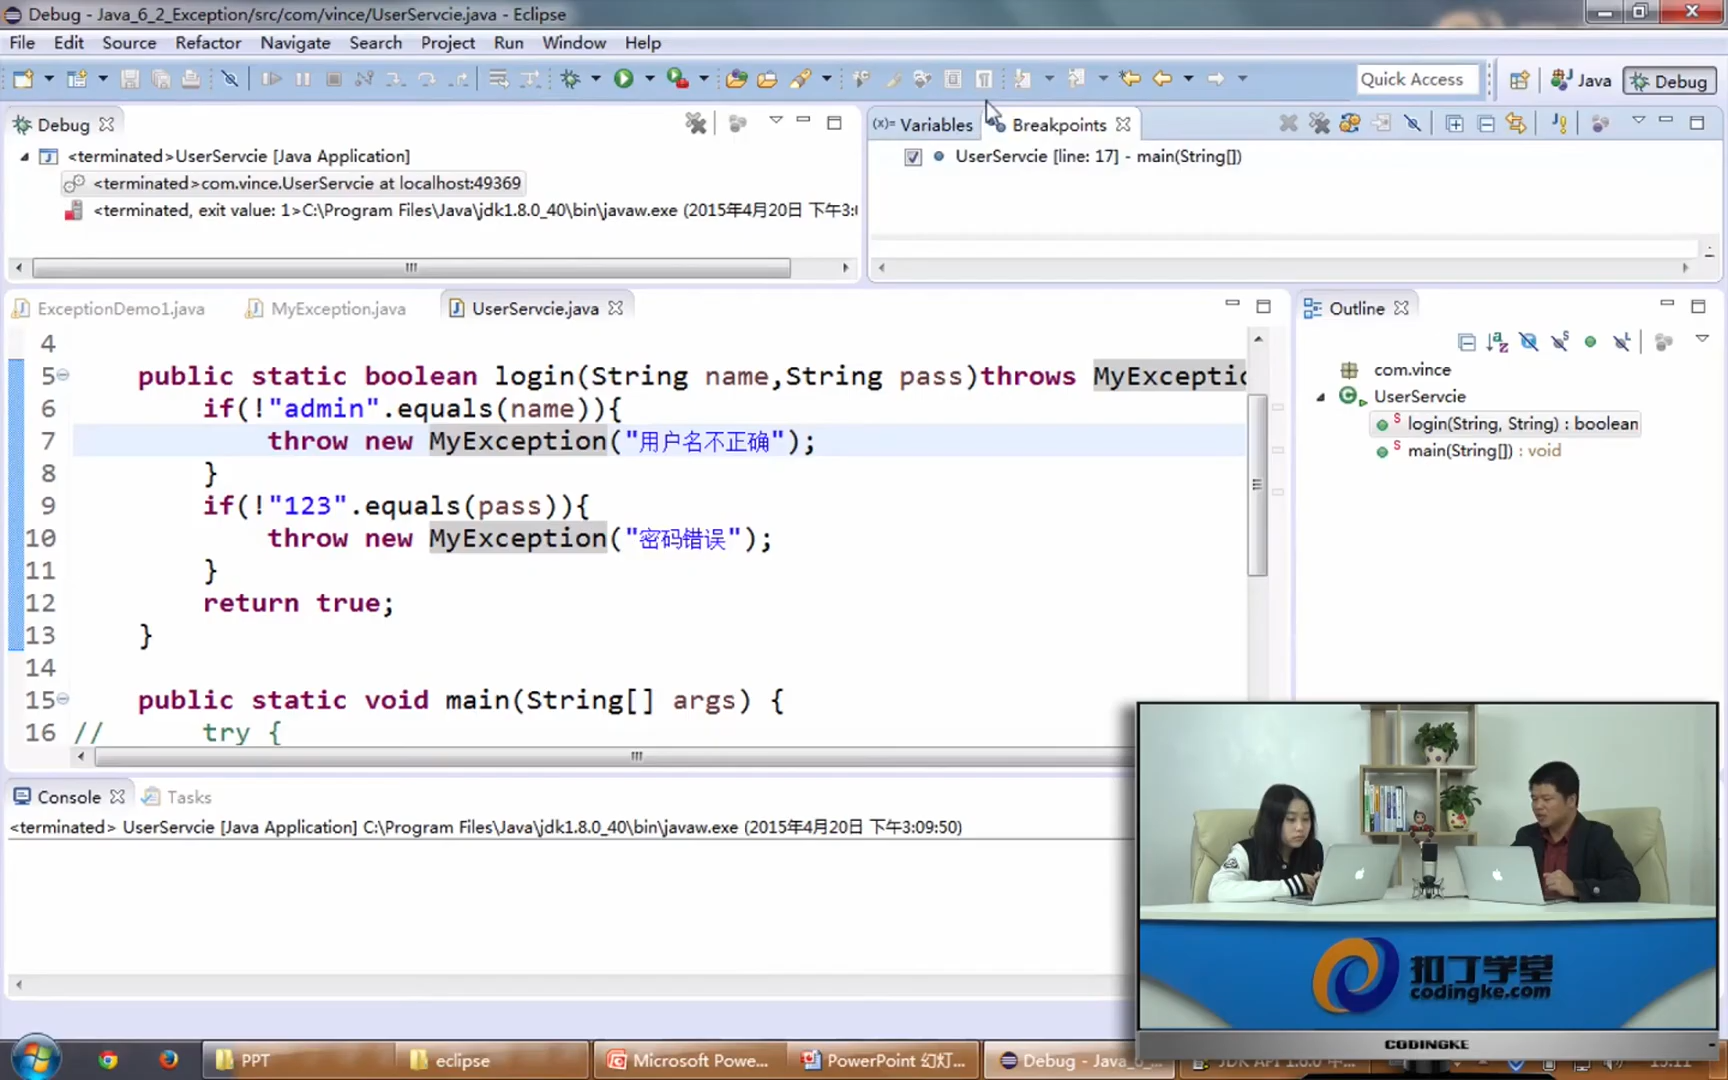 Debug - Java_6_2_Exception/src/com/vince/UserServcie.java - Eclipse
File Edit Source Refactor Navigate Search Project Run Window Help
Quick Access Java Debug
Debug
<terminated>UserServcie [Java Application]
<terminated>com.vince.UserServcie at localhost:49369
<terminated, exit value: 1>C:\Program Files\Java\jdk1.8.0_40\bin\javaw.exe (2015年4月20日 下午3:0
(x)= Variables Breakpoints
UserServcie [line: 17] - main(String[])
ExceptionDemo1.java MyException.java UserServcie.java
4
5 public static boolean login(String name,String pass)throws MyExceptio
6 if(!"admin".equals(name)){
7 throw new MyException("用户名不正确");
8 }
9 if(!"123".equals(pass)){
10 throw new MyException("密码错误");
11 }
12 return true;
13 }
14
15 public static void main(String[] args) {
16 // try {
Outline
com.vince
UserServcie
login(String, String) : boolean
main(String[]) : void
Console Tasks
<terminated> UserServcie [Java Application] C:\Program Files\Java\jdk1.8.0_40\bin\javaw.exe (2015年4月20日 下午3:09:50)
扣丁学堂
codingke.com
CODINGKE
PPT eclipse Microsoft Powe... PowerPoint 幻灯... Debug - Java_6_...